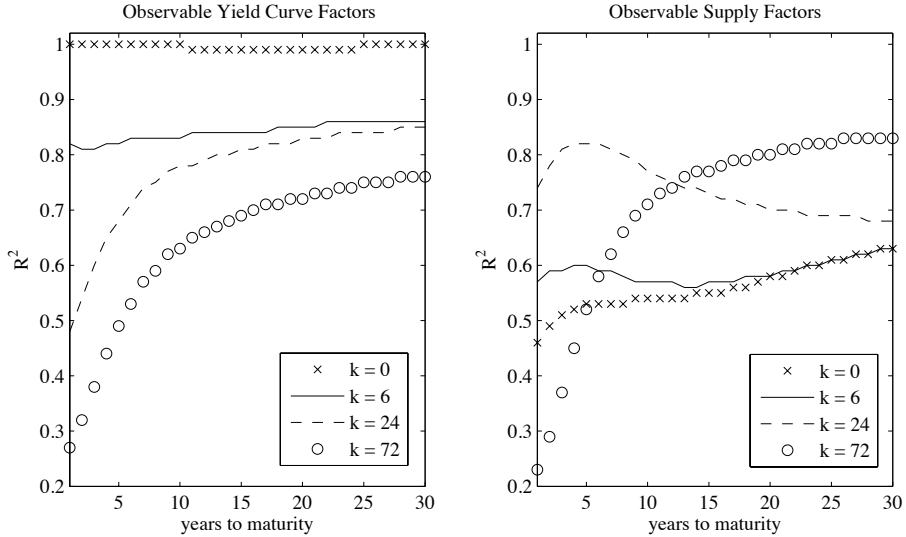 Observable Yield Curve Factors
1
0.9
0.8
0.7
0.6
0.5
0.4
0.3
0.2
R²
5 10 15 20 25 30
years to maturity
k = 0
k = 6
k = 24
k = 72
Observable Supply Factors
1
0.9
0.8
0.7
0.6
0.5
0.4
0.3
0.2
R²
5 10 15 20 25 30
years to maturity
k = 0
k = 6
k = 24
k = 72